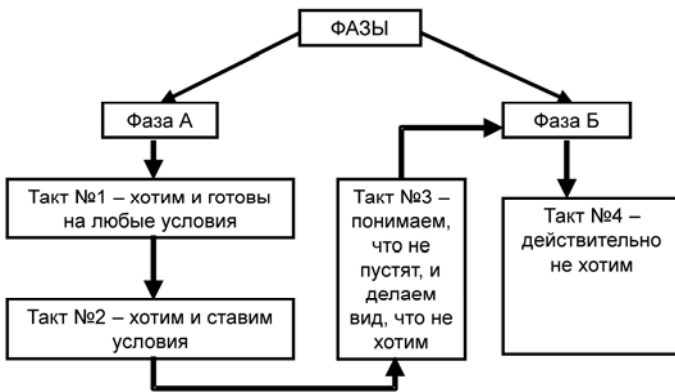 ФАЗЫ
Фаза А
Фаза Б
Такт №1 – хотим и готовы
на любые условия
Такт №2 – хотим и ставим
условия
Такт №3 –
понимаем,
что не
пустят, и
делаем
вид, что не
хотим
Такт №4 –
действительно
не хотим